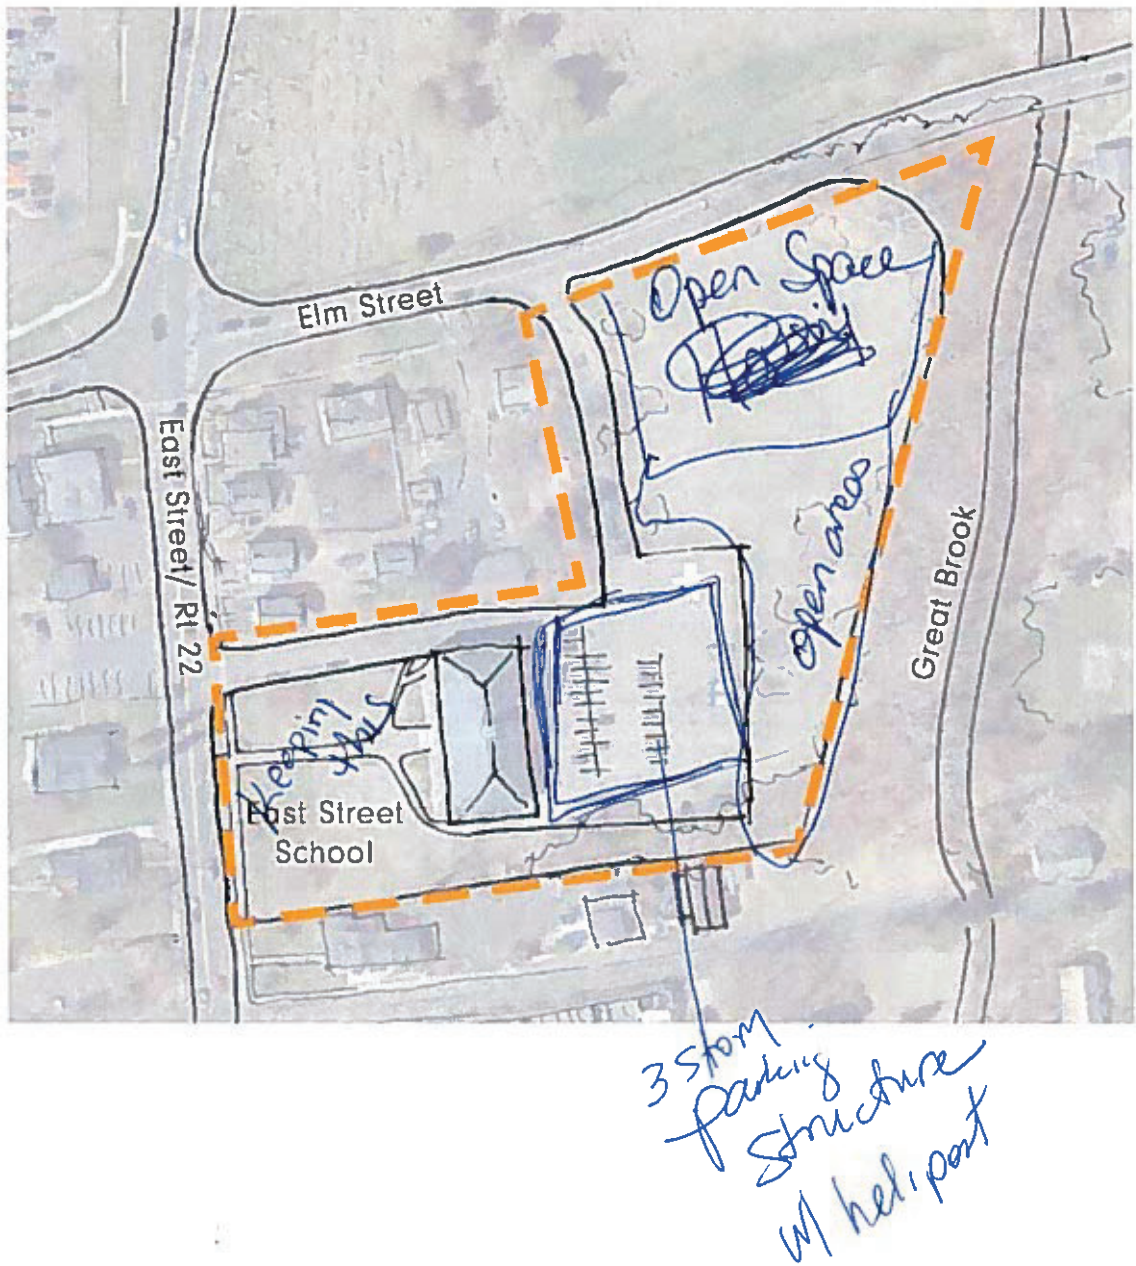 Open Space
Elm Street
East Street/ Rt 22
open areas
Great Brook
Keeping
this
East Street
School
3 Story
parking
structure
w/ heliport